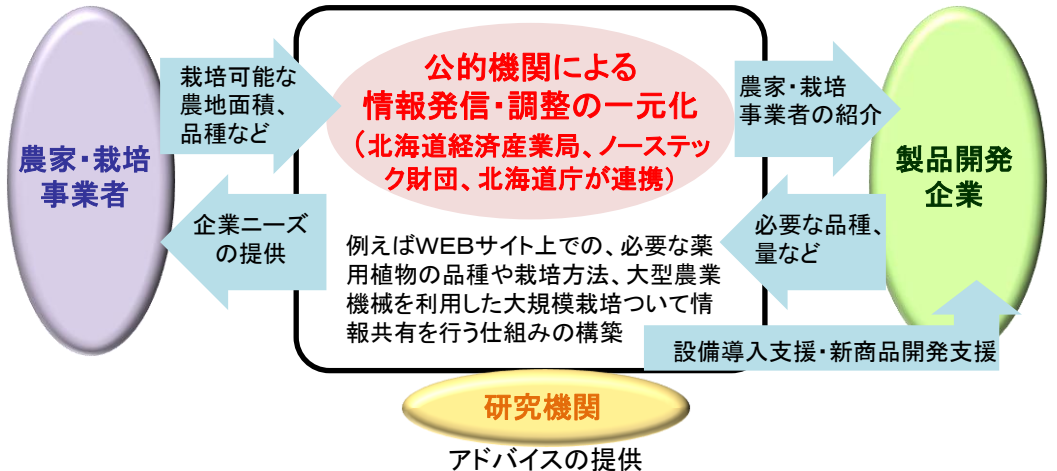 農家・栽培
事業者
栽培可能な
農地面積、
品種など
企業ニーズ
の提供
公的機関による
情報発信・調整の一元化
（北海道経済産業局、ノーステッ
ク財団、北海道庁が連携）
例えばWEBサイト上での、必要な薬
用植物の品種や栽培方法、大型農業
機械を利用した大規模栽培ついて情
報共有を行う仕組みの構築
農家・栽培
事業者の紹介
必要な品種、
量など
製品開発
企業
設備導入支援・新商品開発支援
研究機関
アドバイスの提供